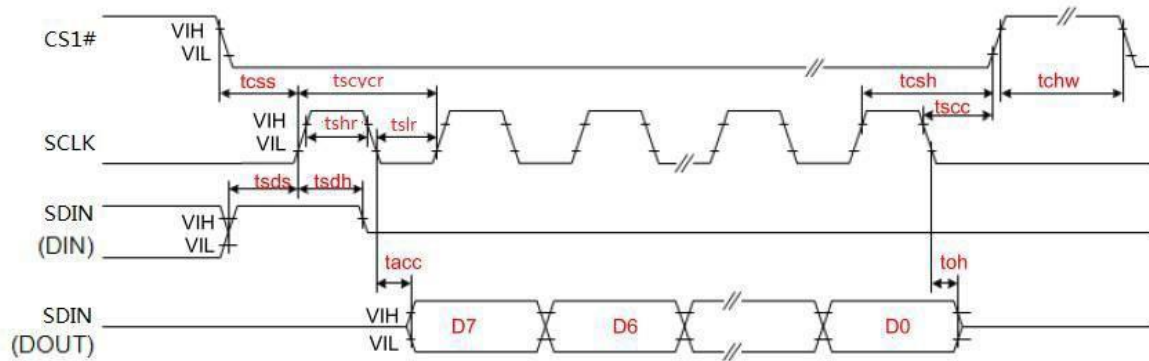 CS1#
VIH
VIL
tcss
tscycr
tcsh
tchw
tscc
SCLK
VIH
VIL
tshr
tslr
tsds
tsdh
SDIN
(DIN)
VIH
VIL
tacc
toh
SDIN
(DOUT)
VIH
VIL
D7
D6
D0